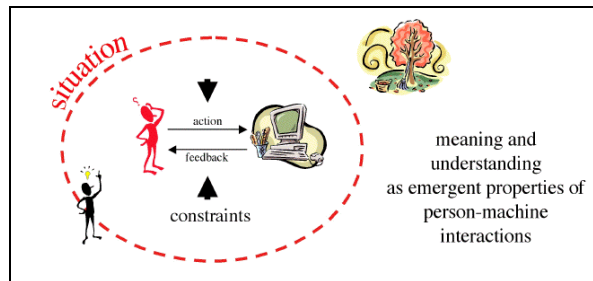 situation
action
feedback
constraints
meaning and
understanding
as emergent properties of
person-machine
interactions